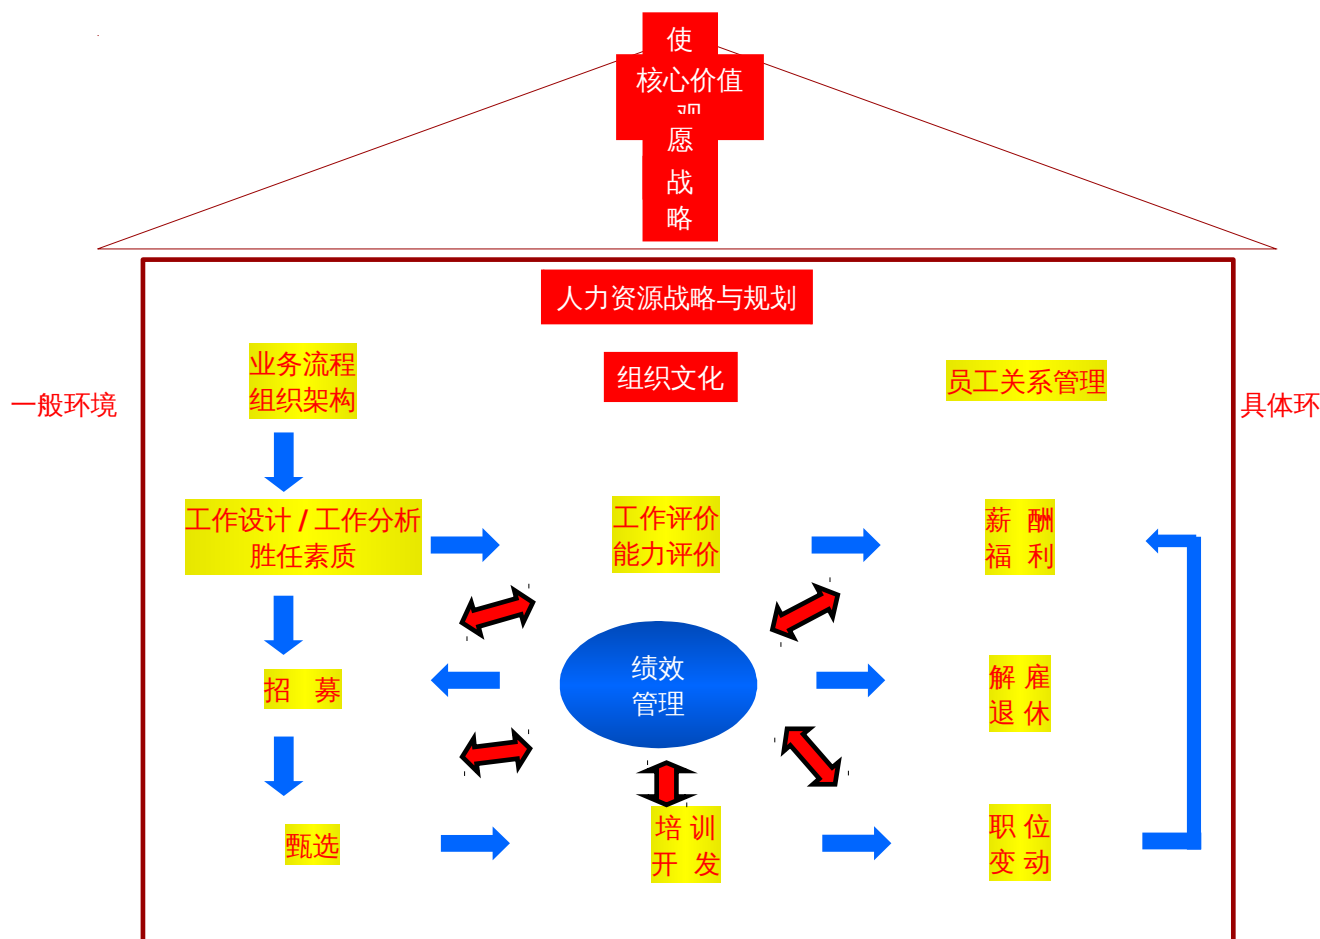 使
核心价值
愿
战
略
人力资源战略与规划
业务流程
组织架构
组织文化
员工关系管理
一般环境
具体环
工作设计/工作分析
胜任素质
工作评价
能力评价
薪 酬
福 利
绩效
管理
招 募
解 雇
退 休
甄选
培 训
开 发
职 位
变 动